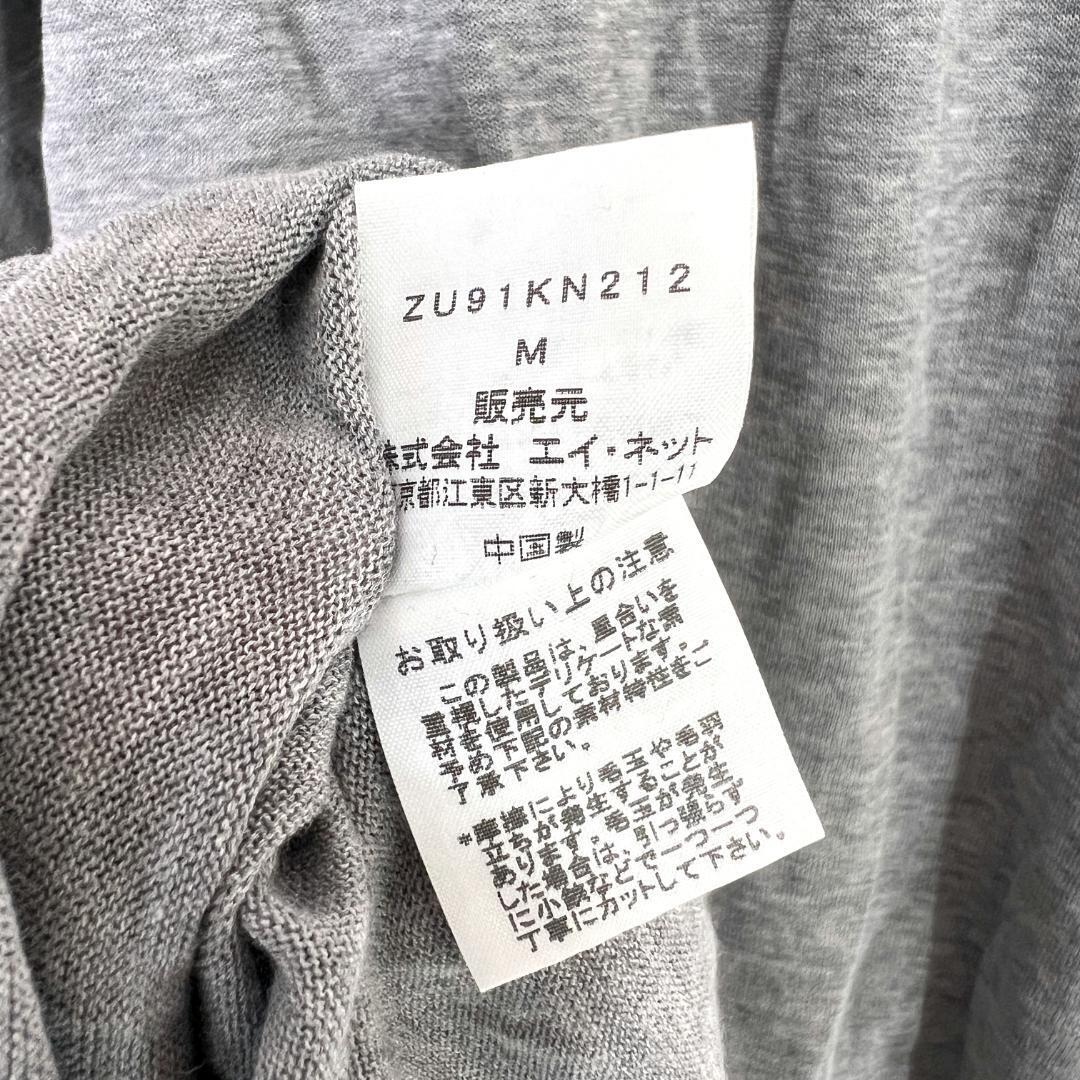 ZU91KN212
M
販売元
株式会社 エイ・ネット
京都江東区新大橋1-1-11
中国製
お取り扱い上の注意
この製品は、風合いを
重視したデリケートな素
材を使用しております。
予め下記の素材特性をご
了承下さい。
*摩擦により毛玉や毛羽
立ちが発生することが
あります。毛玉が発生
した場合は、引っ張らず
に小鋏などで一つ一つ
丁寧にカットして下さい。